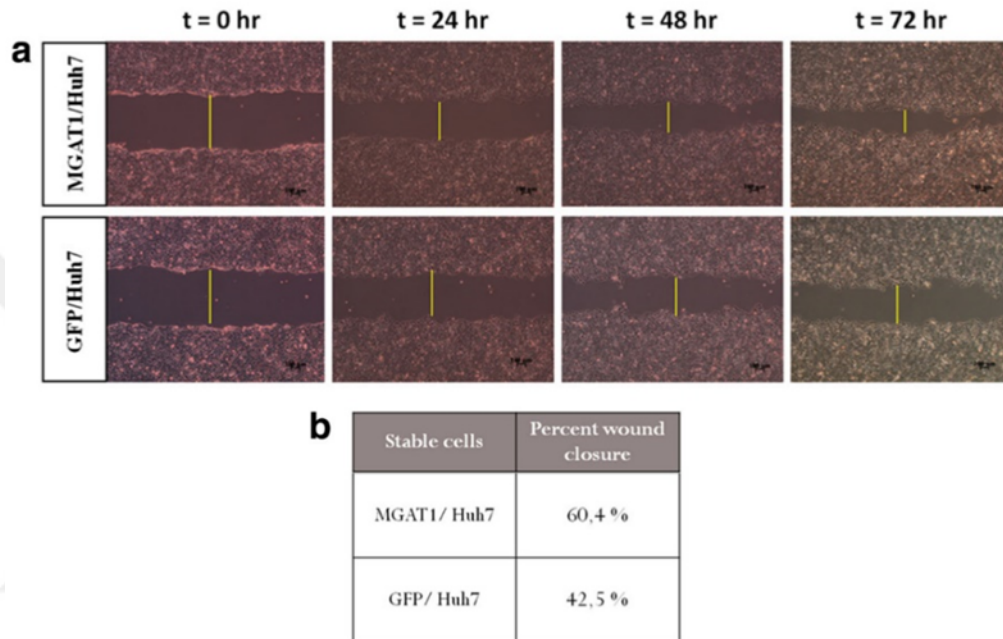 t = 0 hr
t = 24 hr
t = 48 hr
t = 72 hr
a
MGAT1/Huh7
GFP/Huh7
b
Stable cells
Percent wound
closure
MGAT1/ Huh7
60,4 %
GFP/ Huh7
42,5 %